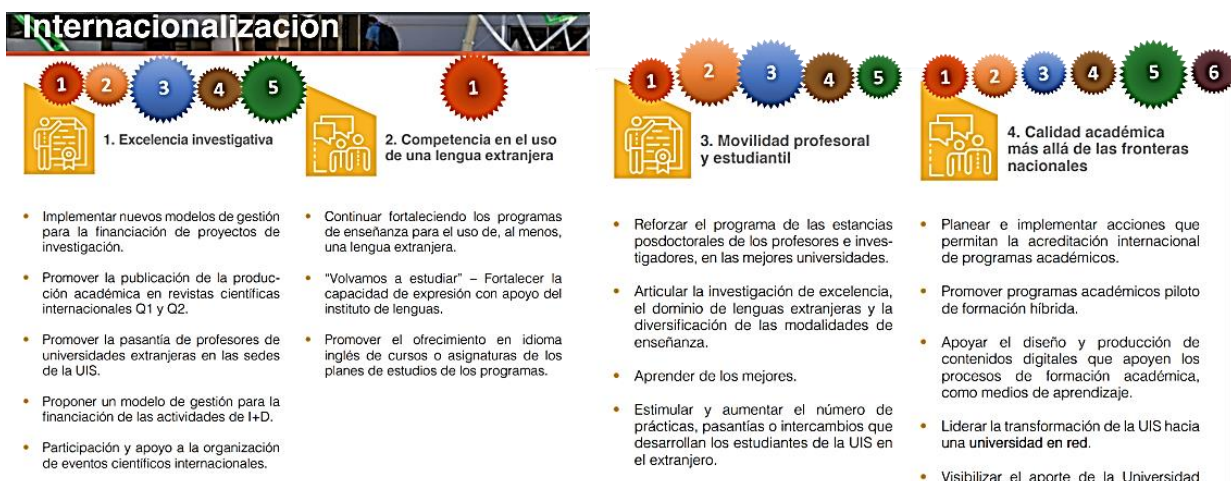 Internacionalización
1 2 3 4 5
1. Excelencia investigativa
• Implementar nuevos modelos de gestión
para la financiación de proyectos de
investigación.
• Promover la publicación de la produc-
ción académica en revistas científicas
internacionales Q1 y Q2.
• Promover la pasantía de profesores de
universidades extranjeras en las sedes
de la UIS.
• Proponer un modelo de gestión para la
financiación de las actividades de I+D.
• Participación y apoyo a la organización
de eventos científicos internacionales.
1
2. Competencia en el uso
de una lengua extranjera
• Continuar fortaleciendo los programas
de enseñanza para el uso de, al menos,
una lengua extranjera.
• "Volvamos a estudiar" – Fortalecer la
capacidad de expresión con apoyo del
instituto de lenguas.
• Promover el ofrecimiento en idioma
inglés de cursos o asignaturas de los
planes de estudios de los programas.
1 2 3 4 5
3. Movilidad profesoral
y estudiantil
• Reforzar el programa de las estancias
posdoctorales de los profesores e inves-
tigadores, en las mejores universidades.
• Articular la investigación de excelencia,
el dominio de lenguas extranjeras y la
diversificación de las modalidades de
enseñanza.
• Aprender de los mejores.
• Estimular y aumentar el número de
prácticas, pasantías o intercambios que
desarrollan los estudiantes de la UIS en
el extranjero.
1 2 3 4 5 6
4. Calidad académica
más allá de las fronteras
nacionales
• Planear e implementar acciones que
permitan la acreditación internacional
de programas académicos.
• Promover programas académicos piloto
de formación híbrida.
• Apoyar el diseño y producción de
contenidos digitales que apoyen los
procesos de formación académica,
como medios de aprendizaje.
• Liderar la transformación de la UIS hacia
una universidad en red.
• Visibilizar el aporte de la Universidad